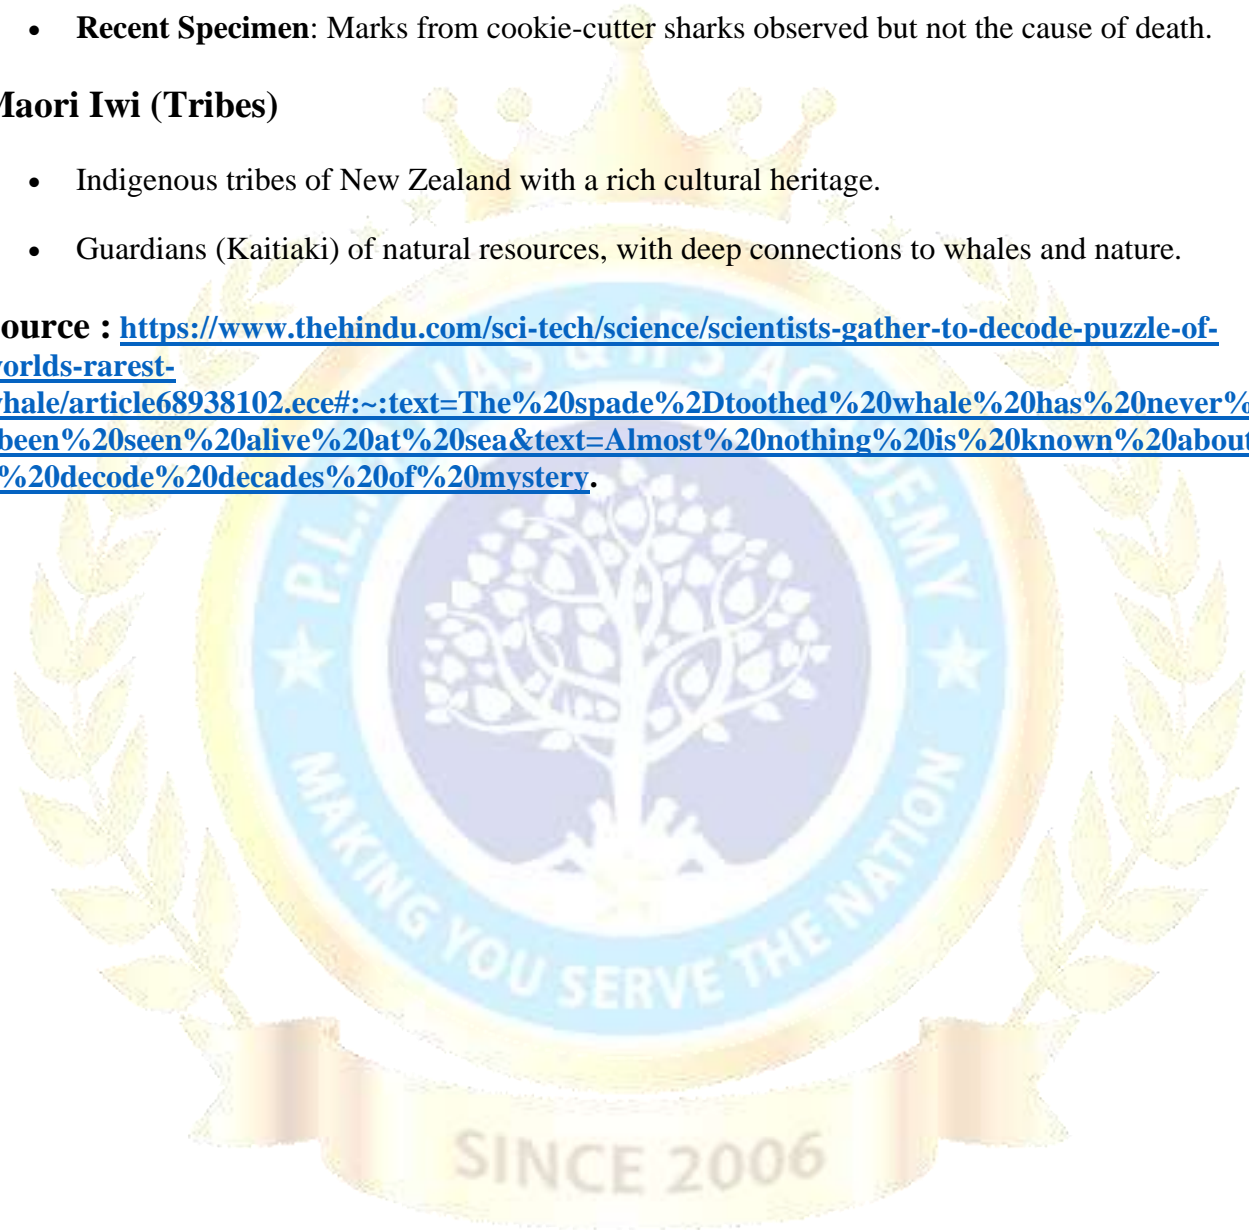 • Recent Specimen: Marks from cookie-cutter sharks observed but not the cause of death.
Maori Iwi (Tribes)
• Indigenous tribes of New Zealand with a rich cultural heritage.
• Guardians (Kaitiaki) of natural resources, with deep connections to whales and nature.
ource : https://www.thehindu.com/sci-tech/science/scientists-gather-to-decode-puzzle-of-
orlds-rarest-
whale/article68938102.ece#:~:text=The%20spade%2Dtoothed%20whale%20has%20never%
been%20seen%20alive%20at%20sea&text=Almost%20nothing%20is%20known%20about
%20decode%20decades%20of%20mystery.
IAS & IPS ACADEMY
MAKING YOU SERVE THE NATION
SINCE 2006